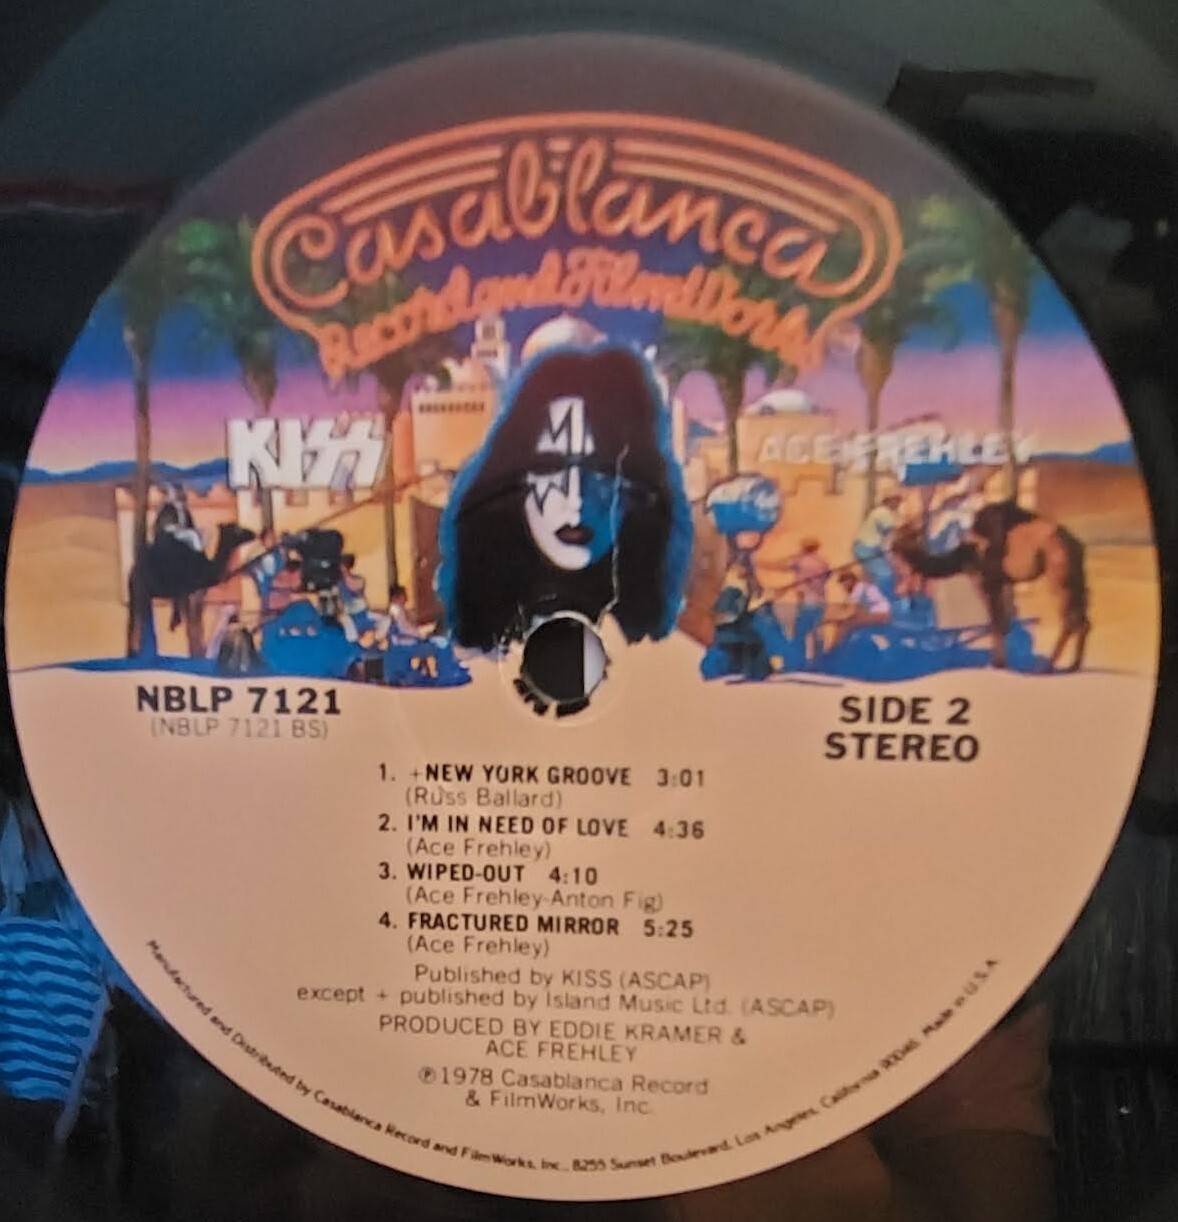 Casablanca
Record and FilmWorks
KISS
ACE FREHLEY
NBLP 7121
(NBLP 7121 BS)
SIDE 2
STEREO
1. +NEW YORK GROOVE 3:01
(Russ Ballard)
2. I'M IN NEED OF LOVE 4:36
(Ace Frehley)
3. WIPED-OUT 4:10
(Ace Frehley-Anton Fig)
4. FRACTURED MIRROR 5:25
(Ace Frehley)
Published by KISS (ASCAP)
except + published by Island Music Ltd. (ASCAP)
PRODUCED BY EDDIE KRAMER &
ACE FREHLEY
℗1978 Casablanca Record
& FilmWorks, Inc.
Manufactured and Distributed by Casablanca Record and FilmWorks, Inc., 8255 Sunset Boulevard, Los Angeles, California 90046. Made in U.S.A